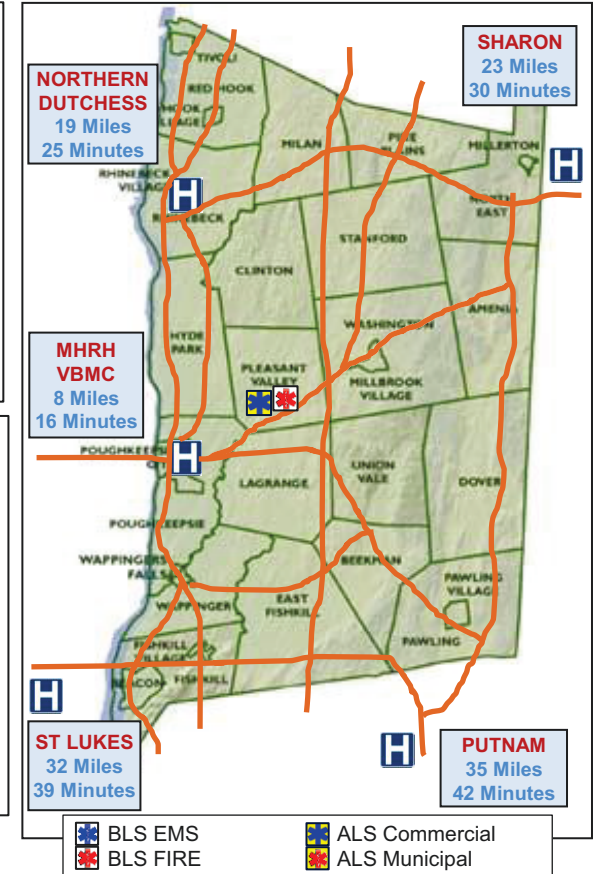 SHARON
23 Miles
30 Minutes
NORTHERN
DUTCHESS
19 Miles
25 Minutes
TIVOLI
RED HOOK
MILAN
PINE
PLAINS
MILLERTON
H
RHINEBECK
H
RHINEBECK
NORTH
EAST
STANFORD
CLINTON
AMENIA
WASHINGTON
HYDE
PARK
MHRH
VBMC
8 Miles
16 Minutes
PLEASANT
VALLEY
MILLBROOK
VILLAGE
POUGHKEEPSIE
H
UNION
VALE
LAGRANGE
DOVER
POUGHKEEPSIE
WAPPINGERS
FALLS
BEEKMAN
PAWLING
VILLAGE
WAPPINGER
EAST
FISHKILL
PAWLING
FISHKILL
VILLAGE
BEACON
FISHKILL
H
H
ST LUKES
32 Miles
39 Minutes
PUTNAM
35 Miles
42 Minutes
BLS EMS
ALS Commercial
BLS FIRE
ALS Municipal